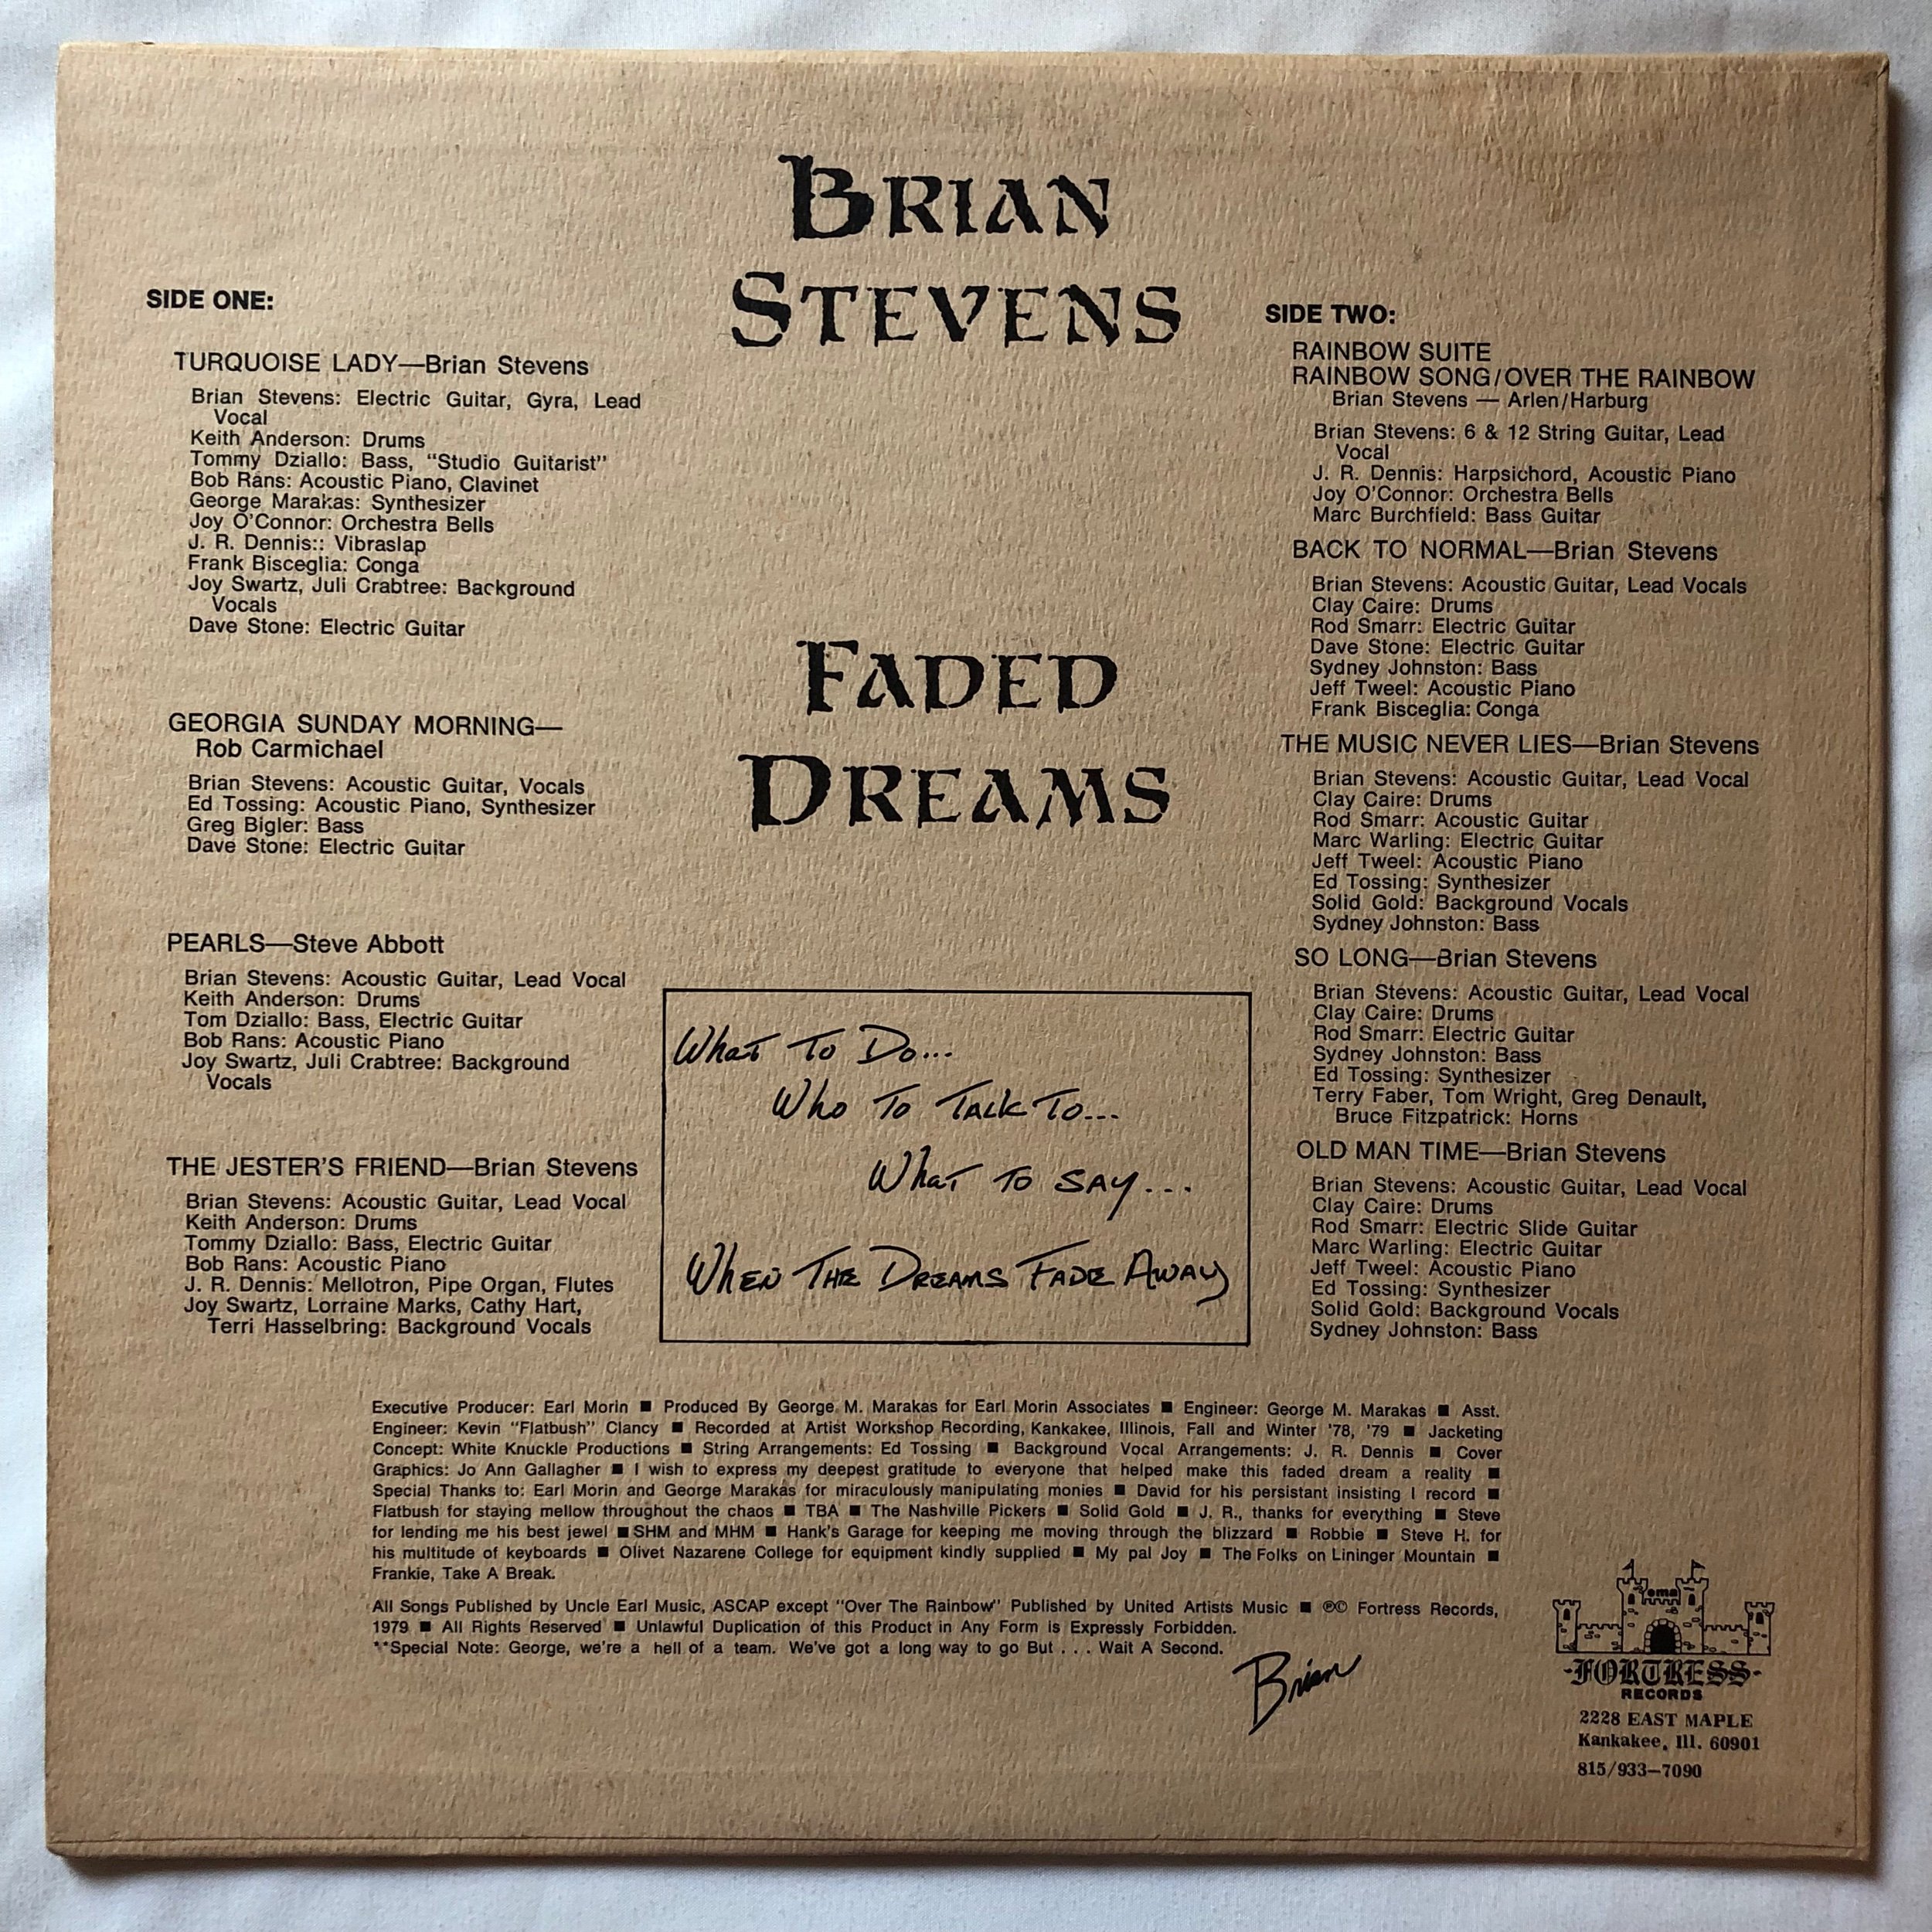 BRIAN
STEVENS
SIDE ONE:
TURQUOISE LADY—Brian Stevens
Brian Stevens: Electric Guitar, Gyra, Lead
Vocal
Keith Anderson: Drums
Tommy Dziallo: Bass, "Studio Guitarist"
Bob Rans: Acoustic Piano, Clavinet
George Marakas: Synthesizer
Joy O'Connor: Orchestra Bells
J. R. Dennis:: Vibraslap
Frank Bisceglia: Conga
Joy Swartz, Juli Crabtree: Background
Vocals
Dave Stone: Electric Guitar
GEORGIA SUNDAY MORNING—
Rob Carmichael
Brian Stevens: Acoustic Guitar, Vocals
Ed Tossing: Acoustic Piano, Synthesizer
Greg Bigler: Bass
Dave Stone: Electric Guitar
PEARLS—Steve Abbott
Brian Stevens: Acoustic Guitar, Lead Vocal
Keith Anderson: Drums
Tom Dziallo: Bass, Electric Guitar
Bob Rans: Acoustic Piano
Joy Swartz, Juli Crabtree: Background
Vocals
THE JESTER'S FRIEND—Brian Stevens
Brian Stevens: Acoustic Guitar, Lead Vocal
Keith Anderson: Drums
Tommy Dziallo: Bass, Electric Guitar
Bob Rans: Acoustic Piano
J. R. Dennis: Mellotron, Pipe Organ, Flutes
Joy Swartz, Lorraine Marks, Cathy Hart,
Terri Hasselbring: Background Vocals
FADED
DREAMS
What To Do...
Who To Talk To...
What To Say...
When The Dreams Fade Away
SIDE TWO:
RAINBOW SUITE
RAINBOW SONG/OVER THE RAINBOW
Brian Stevens — Arlen/Harburg
Brian Stevens: 6 & 12 String Guitar, Lead
Vocal
J. R. Dennis: Harpsichord, Acoustic Piano
Joy O'Connor: Orchestra Bells
Marc Burchfield: Bass Guitar
BACK TO NORMAL—Brian Stevens
Brian Stevens: Acoustic Guitar, Lead Vocals
Clay Caire: Drums
Rod Smarr: Electric Guitar
Dave Stone: Electric Guitar
Sydney Johnston: Bass
Jeff Tweel: Acoustic Piano
Frank Bisceglia: Conga
THE MUSIC NEVER LIES—Brian Stevens
Brian Stevens: Acoustic Guitar, Lead Vocal
Clay Caire: Drums
Rod Smarr: Acoustic Guitar
Marc Warling: Electric Guitar
Jeff Tweel: Acoustic Piano
Ed Tossing: Synthesizer
Solid Gold: Background Vocals
Sydney Johnston: Bass
SO LONG—Brian Stevens
Brian Stevens: Acoustic Guitar, Lead Vocal
Clay Caire: Drums
Rod Smarr: Electric Guitar
Sydney Johnston: Bass
Ed Tossing: Synthesizer
Terry Faber, Tom Wright, Greg Denault,
Bruce Fitzpatrick: Horns
OLD MAN TIME—Brian Stevens
Brian Stevens: Acoustic Guitar, Lead Vocal
Clay Caire: Drums
Rod Smarr: Electric Slide Guitar
Marc Warling: Electric Guitar
Jeff Tweel: Acoustic Piano
Ed Tossing: Synthesizer
Solid Gold: Background Vocals
Sydney Johnston: Bass
Executive Producer: Earl Morin ■ Produced By George M. Marakas for Earl Morin Associates ■ Engineer: George M. Marakas ■ Asst.
Engineer: Kevin "Flatbush" Clancy ■ Recorded at Artist Workshop Recording, Kankakee, Illinois, Fall and Winter '78, '79 ■ Jacketing
Concept: White Knuckle Productions ■ String Arrangements: Ed Tossing ■ Background Vocal Arrangements: J. R. Dennis ■ Cover
Graphics: Jo Ann Gallagher ■ I wish to express my deepest gratitude to everyone that helped make this faded dream a reality ■
Special Thanks to: Earl Morin and George Marakas for miraculously manipulating monies ■ David for his persistant insisting I record ■
Flatbush for staying mellow throughout the chaos ■ TBA ■ The Nashville Pickers ■ Solid Gold ■ J. R., thanks for everything ■ Steve
for lending me his best jewel ■ SHM and MHM ■ Hank's Garage for keeping me moving through the blizzard ■ Robbie ■ Steve H. for
his multitude of keyboards ■ Olivet Nazarene College for equipment kindly supplied ■ My pal Joy ■ The Folks on Lininger Mountain ■
Frankie, Take A Break.
All Songs Published by Uncle Earl Music, ASCAP except "Over The Rainbow" Published by United Artists Music ■ ℗© Fortress Records,
1979 ■ All Rights Reserved ■ Unlawful Duplication of this Product in Any Form is Expressly Forbidden.
**Special Note: George, we're a hell of a team. We've got a long way to go But . . . Wait A Second.
Brian
ema
-FORTRESS-
RECORDS
2228 EAST MAPLE
Kankakee, Ill. 60901
815/933-7090